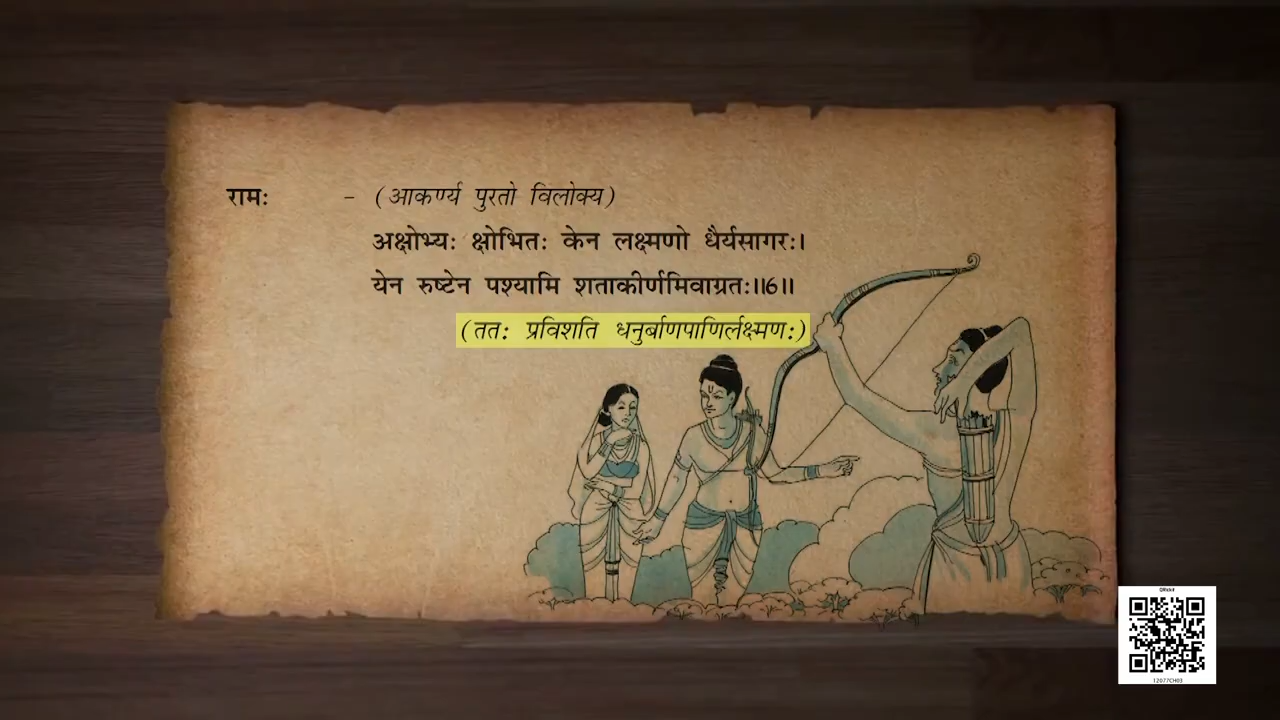 रामः - (आकर्ण्य पुरतो विलोक्य)
अक्षोभ्यः क्षोभितः केन लक्ष्मणो धैर्यसागरः।
येन रुष्टेन पश्यामि शताकीर्णमिवाग्रतः॥6॥
(ततः प्रविशति धनुर्बाणपाणिर्लक्ष्मणः)
12077CH03